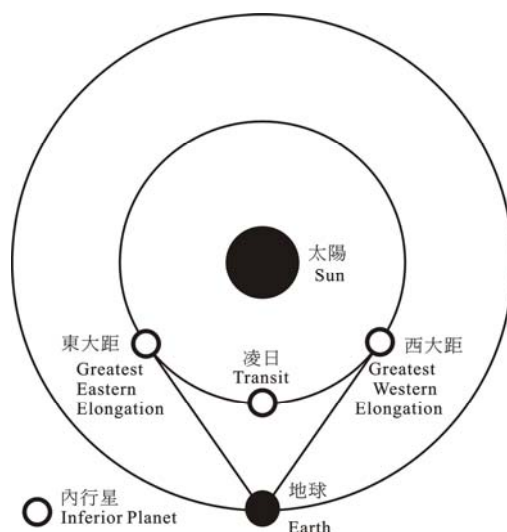 太陽
Sun
東大距
Greatest
Eastern
Elongation
凌日
Transit
西大距
Greatest
Western
Elongation
地球
Earth
內行星
Inferior Planet